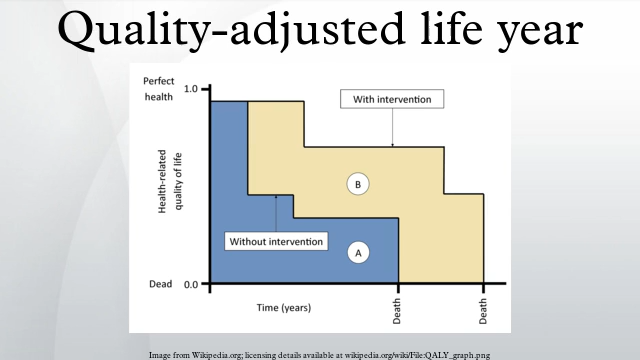 Quality-adjusted life year
Perfect
health
1.0
With intervention
Health-related
quality of life
B
Without intervention
A
Dead
0.0
Time (years)
Death
Death
Image from Wikipedia.org; licensing details available at wikipedia.org/wiki/File:QALY_graph.png